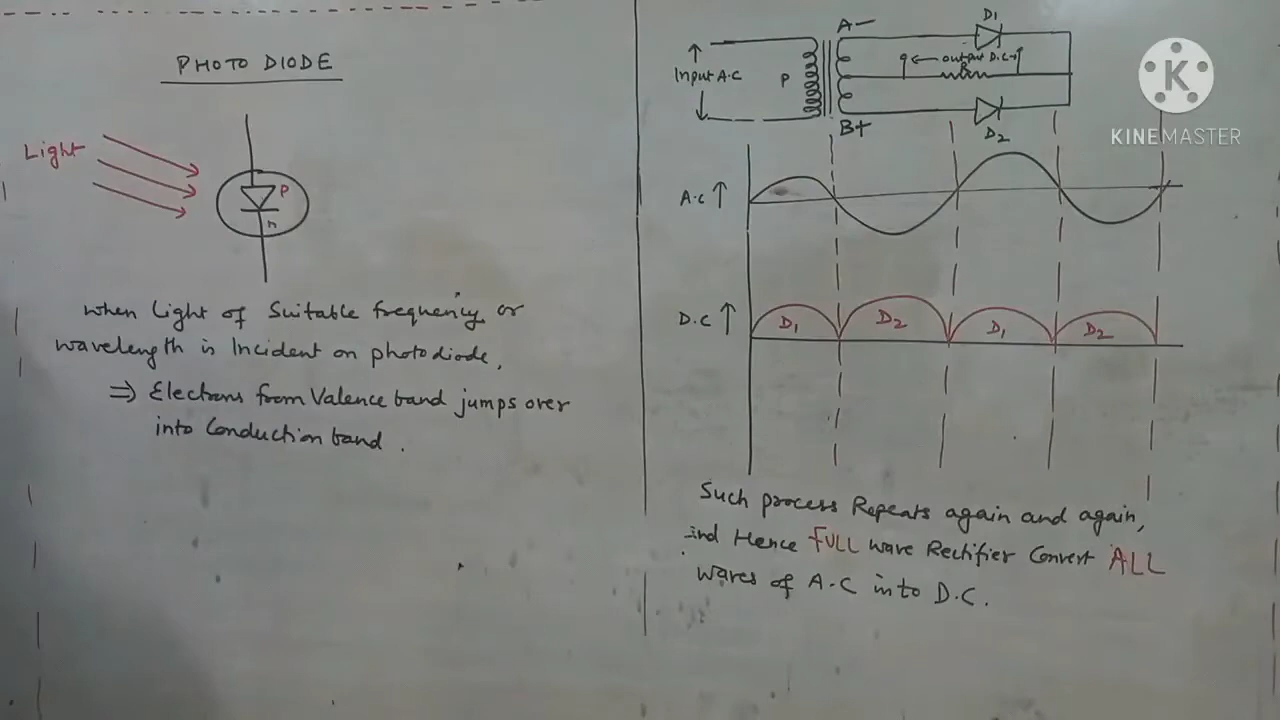 PHOTO DIODE
Light
P
n
when light of Suitable frequency or
wavelength is Incident on photodiode,
⇒ Electrons from Valence band jumps over
into Conduction band.
A-
D1
Input A.C
P
output D.C
R
B+
D2
K
KINEMASTER
A.C ↑
D.C ↑
D1 D2 D1 D2
Such process Repeats again and again,
and Hence FULL wave Rectifier Convert ALL
waves of A.C into D.C.